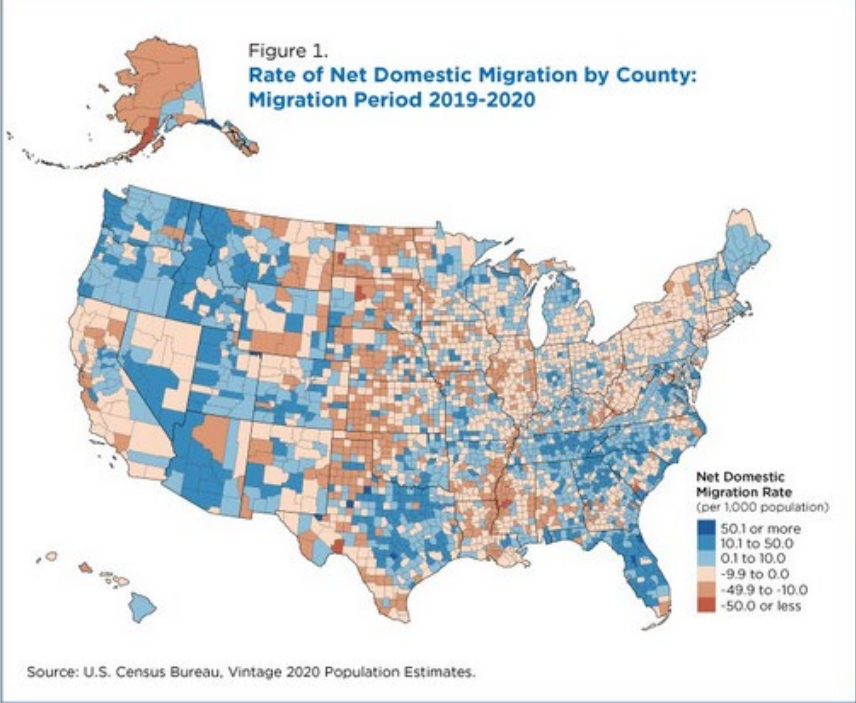 Figure 1.
Rate of Net Domestic Migration by County:
Migration Period 2019-2020
Net Domestic
Migration Rate
(per 1,000 population)
50.1 or more
10.1 to 50.0
0.1 to 10.0
-9.9 to 0.0
-49.9 to -10.0
-50.0 or less
Source: U.S. Census Bureau, Vintage 2020 Population Estimates.